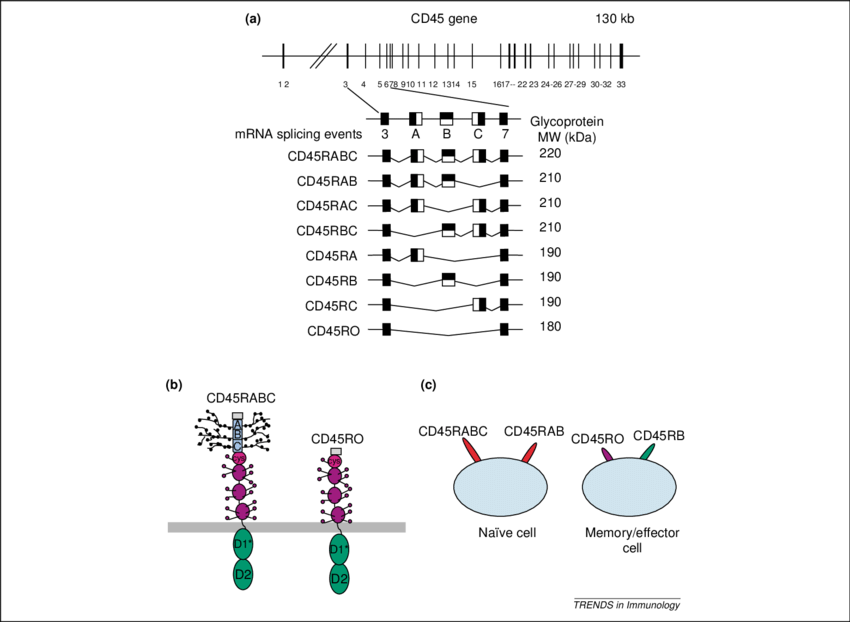 (a)
CD45 gene
130 kb
1 2 3 4 5 6 7 8 9 10 11 12 13 14 15 16 17-- 22 23 24-26 27-29 30-32 33
Glycoprotein
MW (kDa)
mRNA splicing events 3 A B C 7
CD45RABC 220
CD45RAB 210
CD45RAC 210
CD45RBC 210
CD45RA 190
CD45RB 190
CD45RC 190
CD45RO 180
(b)
CD45RABC
A
B
C
cys
D1*
D2
CD45RO
cys
D1*
D2
(c)
CD45RABC CD45RAB
Naïve cell
CD45RO CD45RB
Memory/effector
cell
TRENDS in Immunology